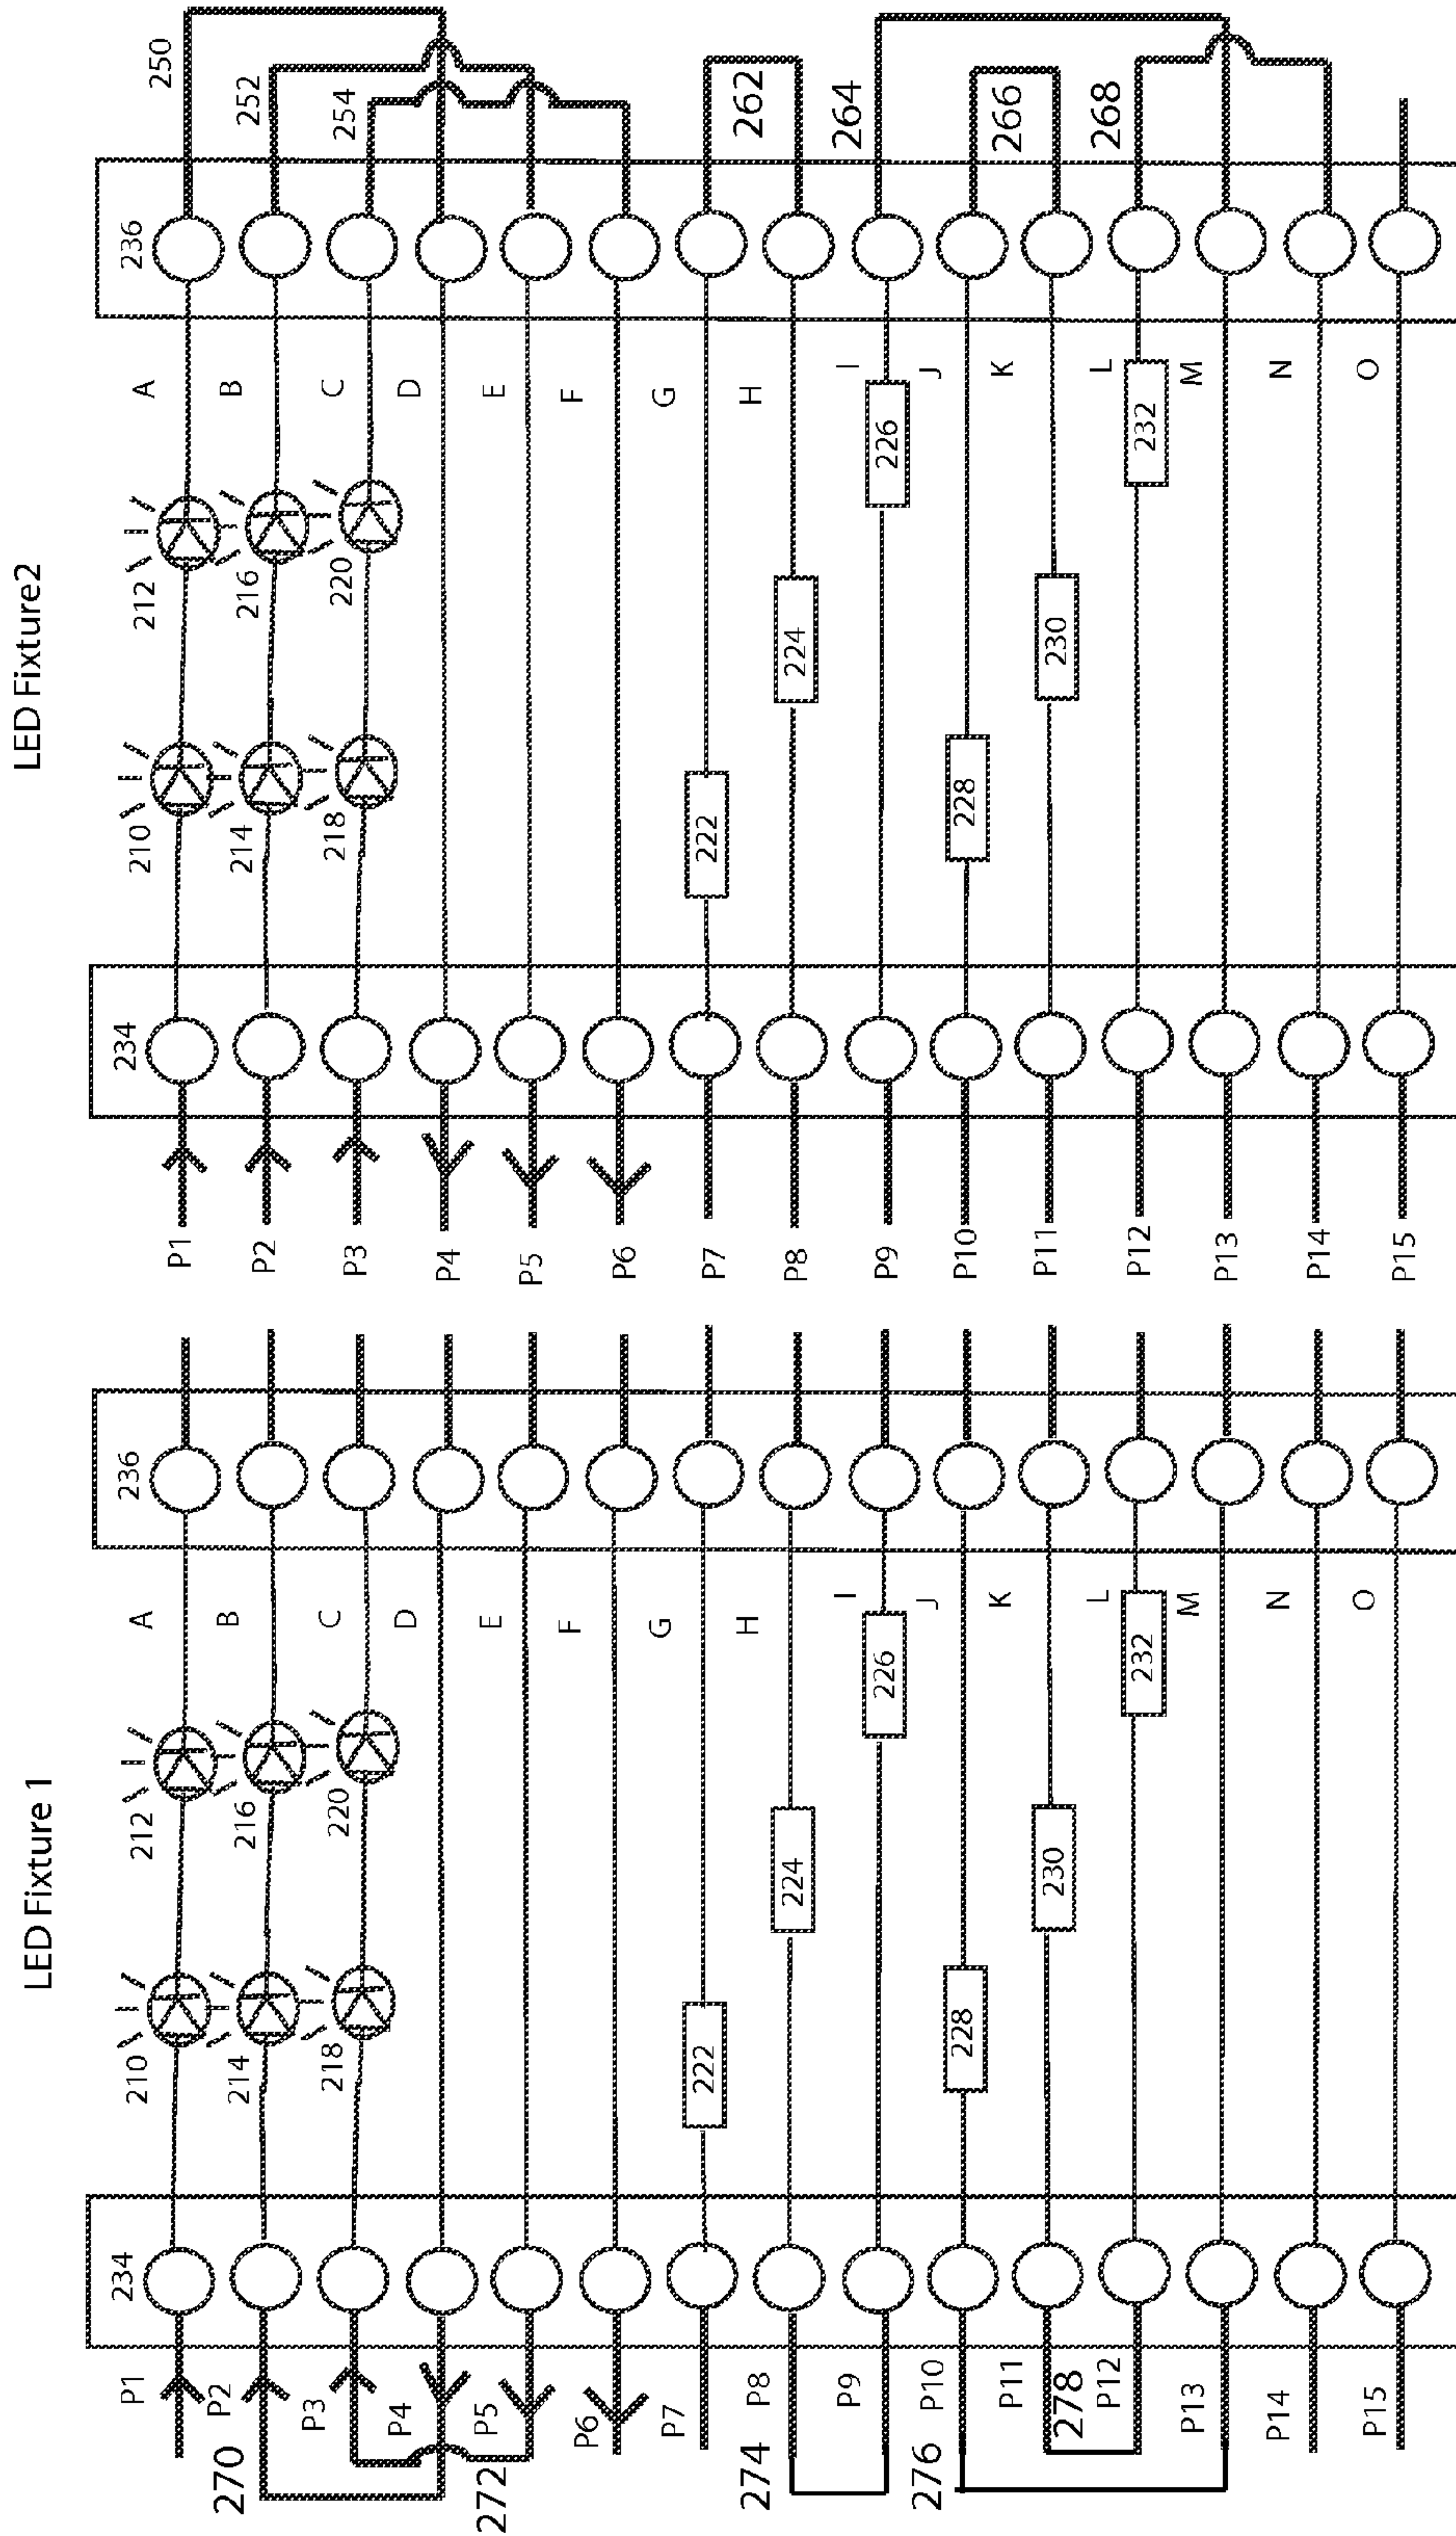 LED Fixture2
250
252
254
262
264
266
268
236
A
B
C
D
E
F
G
H
I
J
K
L
M
N
O
212
216
220
226
232
210
214
218
224
230
222
228
234
P1
P2
P3
P4
P5
P6
P7
P8
P9
P10
P11
P12
P13
P14
P15
LED Fixture 1
236
A
B
C
D
E
F
G
H
I
J
K
L
M
N
O
212
216
220
226
232
210
214
218
224
230
222
228
234
P1
P2
P3
P4
P5
P6
P7
P8
P9
P10
P11
P12
P13
P14
P15
270
272
274
276
278